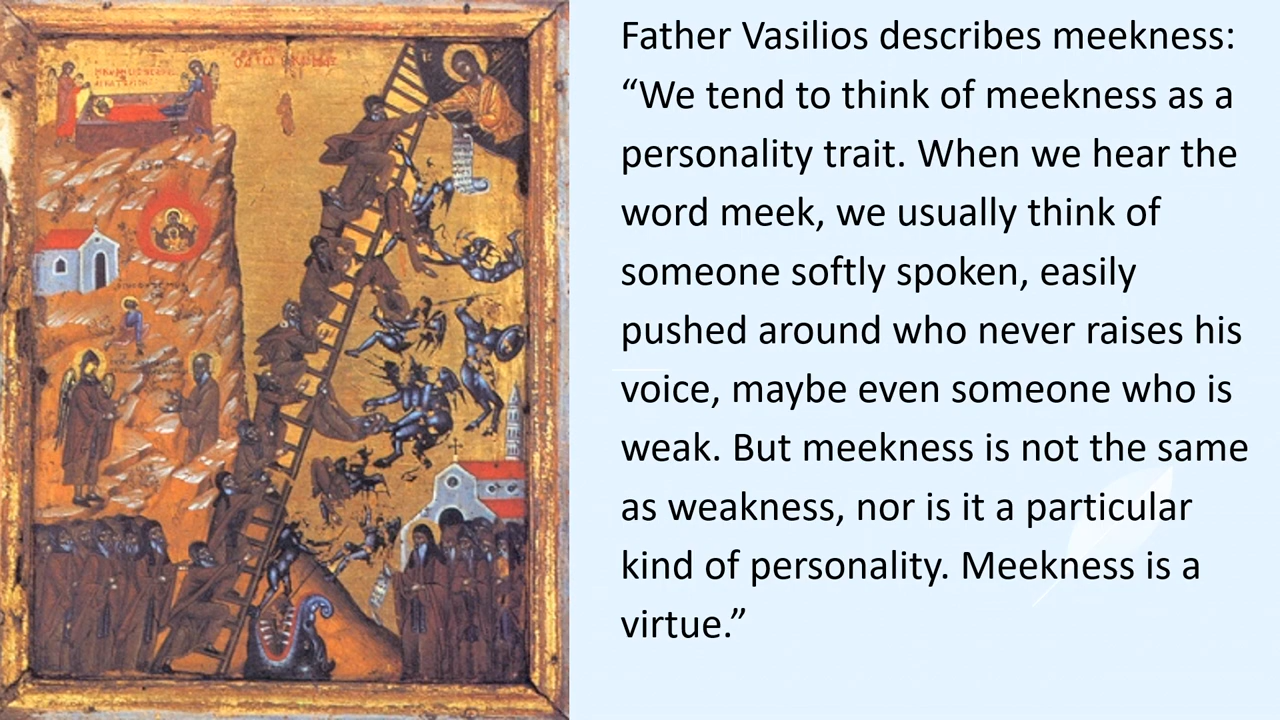 Father Vasilios describes meekness:
“We tend to think of meekness as a
personality trait. When we hear the
word meek, we usually think of
someone softly spoken, easily
pushed around who never raises his
voice, maybe even someone who is
weak. But meekness is not the same
as weakness, nor is it a particular
kind of personality. Meekness is a
virtue.”